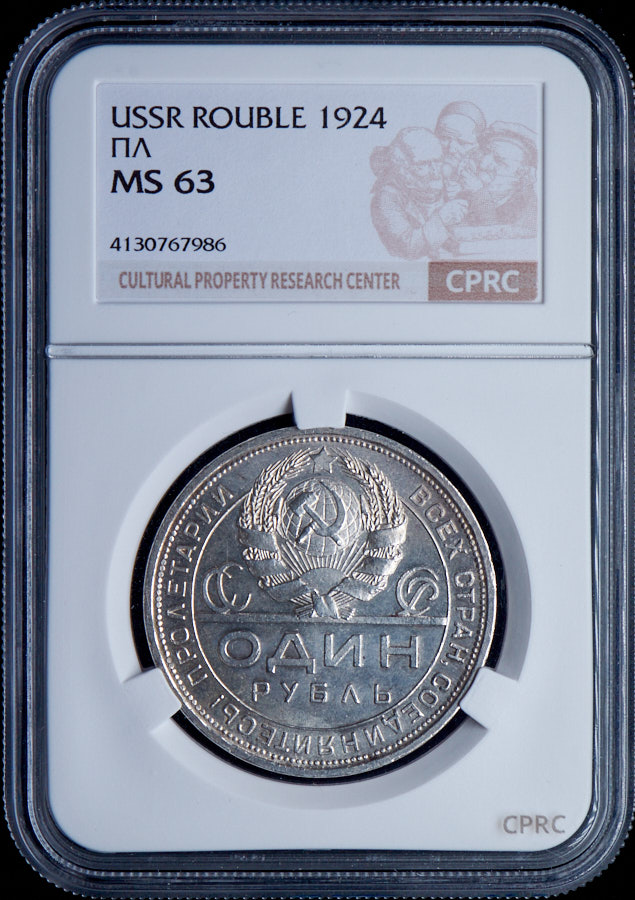 USSR ROUBLE 1924
ПΛ
MS 63
4130767986
CULTURAL PROPERTY RESEARCH CENTER
CPRC
ПРОЛЕТАРИИ ВСЕХ СТРАН, СОЕДИНЯЙТЕСЬ!
СССР
ОДИН
РУБЛЬ
CPRC